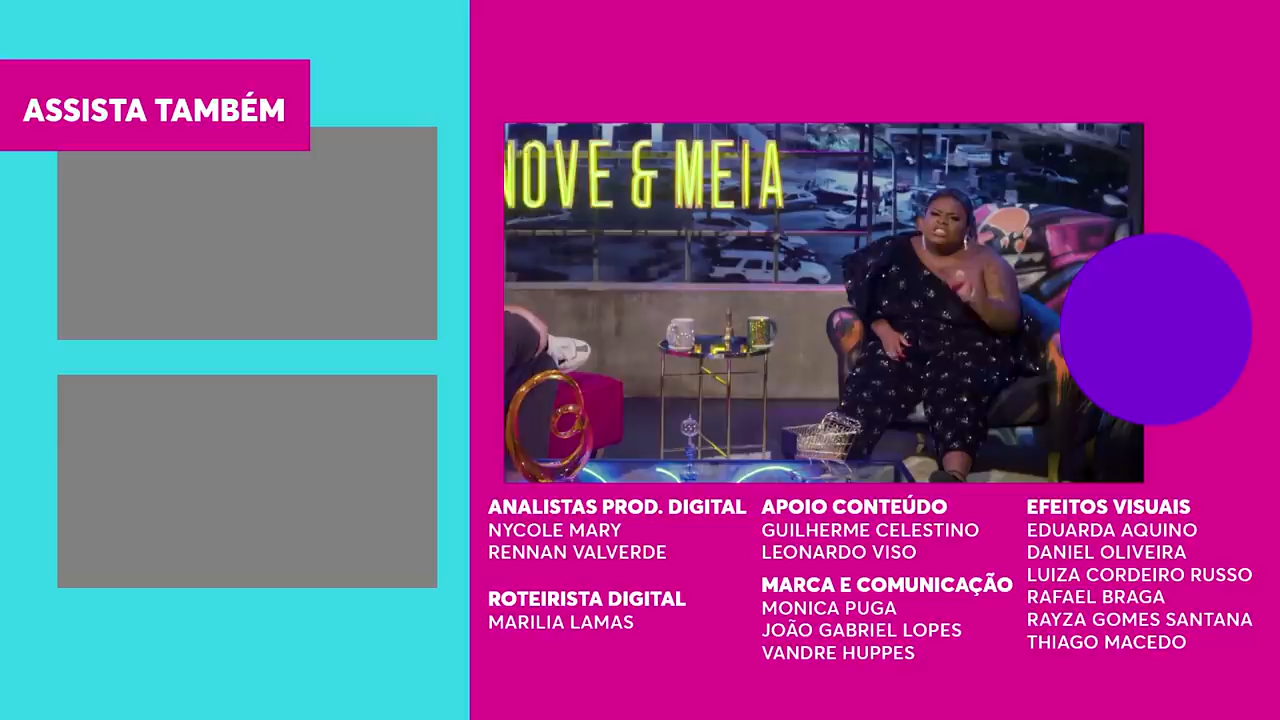 ASSISTA TAMBÉM
NOVE & MEIA
ANALISTAS PROD. DIGITAL
NYCOLE MARY
RENNAN VALVERDE
ROTEIRISTA DIGITAL
MARILIA LAMAS
APOIO CONTEÚDO
GUILHERME CELESTINO
LEONARDO VISO
MARCA E COMUNICAÇÃO
MONICA PUGA
JOÃO GABRIEL LOPES
VANDRE HUPPES
EFEITOS VISUAIS
EDUARDA AQUINO
DANIEL OLIVEIRA
LUIZA CORDEIRO RUSSO
RAFAEL BRAGA
RAYZA GOMES SANTANA
THIAGO MACEDO